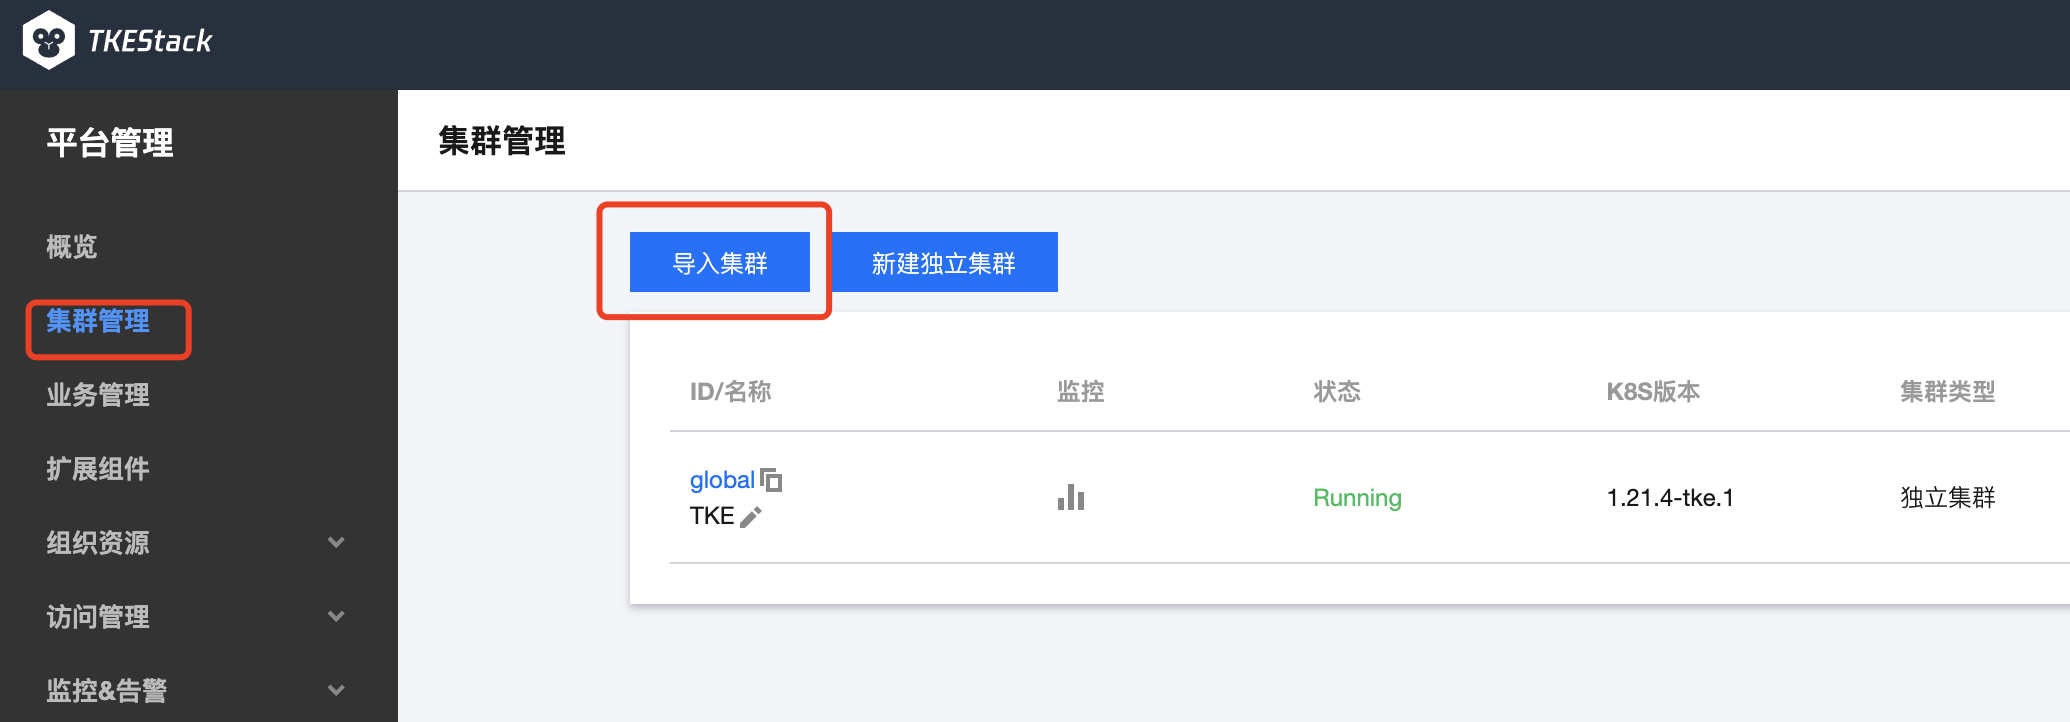 TKEStack
平台管理
概览
集群管理
业务管理
扩展组件
组织资源
访问管理
监控&告警
集群管理
导入集群 新建独立集群
ID/名称 监控 状态 K8S版本 集群类型
global
TKE
Running 1.21.4-tke.1 独立集群